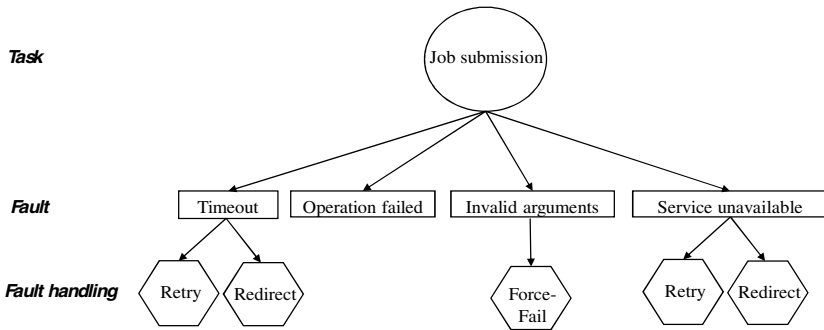 Task
Job submission
Fault
Timeout
Operation failed
Invalid arguments
Service unavailable
Fault handling
Retry
Redirect
Force-
Fail
Retry
Redirect